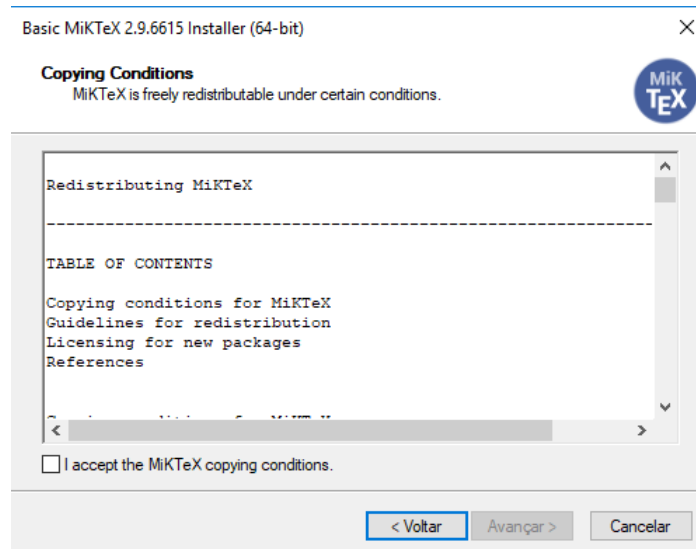 Basic MiKTeX 2.9.6615 Installer (64-bit)
Copying Conditions
MiKTeX is freely redistributable under certain conditions.
MiK
TEX
Redistributing MiKTeX
--------------------------------------------------------------
TABLE OF CONTENTS
Copying conditions for MiKTeX
Guidelines for redistribution
Licensing for new packages
References
I accept the MiKTeX copying conditions.
< Voltar
Avançar >
Cancelar